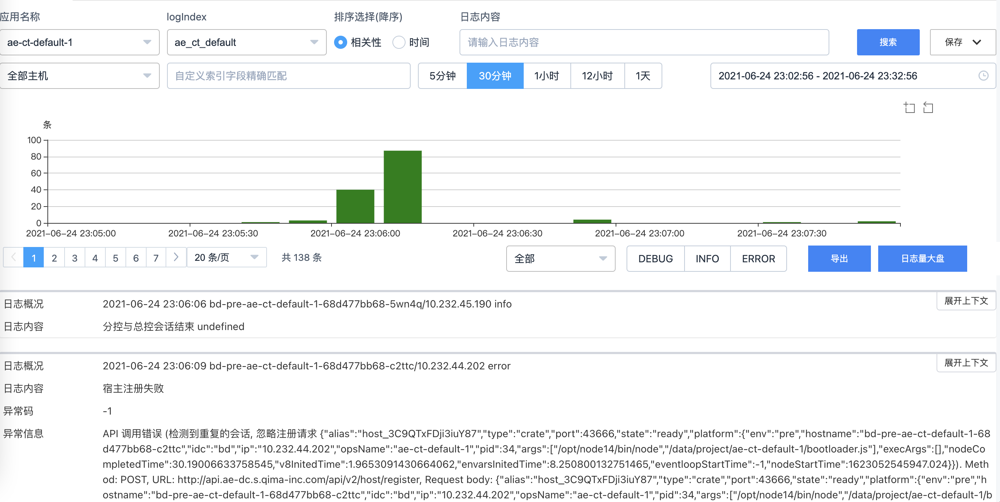 应用名称
logIndex
排序选择(降序)
日志内容
ae-ct-default-1
ae_ct_default
相关性
时间
请输入日志内容
搜索
保存
全部主机
自定义索引字段精确匹配
5分钟
30分钟
1小时
12小时
1天
2021-06-24 23:02:56 - 2021-06-24 23:32:56
条
100
80
60
40
20
0
2021-06-24 23:05:00
2021-06-24 23:05:30
2021-06-24 23:06:00
2021-06-24 23:06:30
2021-06-24 23:07:00
2021-06-24 23:07:30
1
2
3
4
5
6
7
20 条/页
共 138 条
全部
DEBUG
INFO
ERROR
导出
日志量大盘
日志概况
2021-06-24 23:06:06 bd-pre-ae-ct-default-1-68d477bb68-5wn4q/10.232.45.190 info
展开上下文
日志内容
分控与总控会话结束 undefined
日志概况
2021-06-24 23:06:09 bd-pre-ae-ct-default-1-68d477bb68-c2ttc/10.232.44.202 error
展开上下文
日志内容
宿主注册失败
异常码
-1
异常信息
API 调用错误 (检测到重复的会话, 忽略注册请求 {"alias":"host_3C9QTxFDji3iuY87","type":"crate","port":43666,"state":"ready","platform":{"env":"pre","hostname":"bd-pre-ae-ct-default-1-68
d477bb68-c2ttc","idc":"bd","ip":"10.232.44.202","opsName":"ae-ct-default-1","pid":34,"args":["/opt/node14/bin/node","/data/project/ae-ct-default-1/bootloader.js"],"execArgs":[],"nodeCo
mpletedTime":30.19006633758545,"v8InitedTime":1.9653091430664062,"envarsInitedTime":8.250800132751465,"eventloopStartTime":-1,"nodeStartTime":1623052545947.024}}). Meth
od: POST, URL: http://api.ae-dc.s.qima-inc.com/api/v2/host/register, Request body: {"alias":"host_3C9QTxFDji3iuY87","type":"crate","port":43666,"state":"ready","platform":{"env":"pre","h
ostname":"bd-pre-ae-ct-default-1-68d477bb68-c2ttc","idc":"bd","ip":"10.232.44.202","opsName":"ae-ct-default-1","pid":34,"args":["/opt/node14/bin/node","/data/project/ae-ct-default-1/b